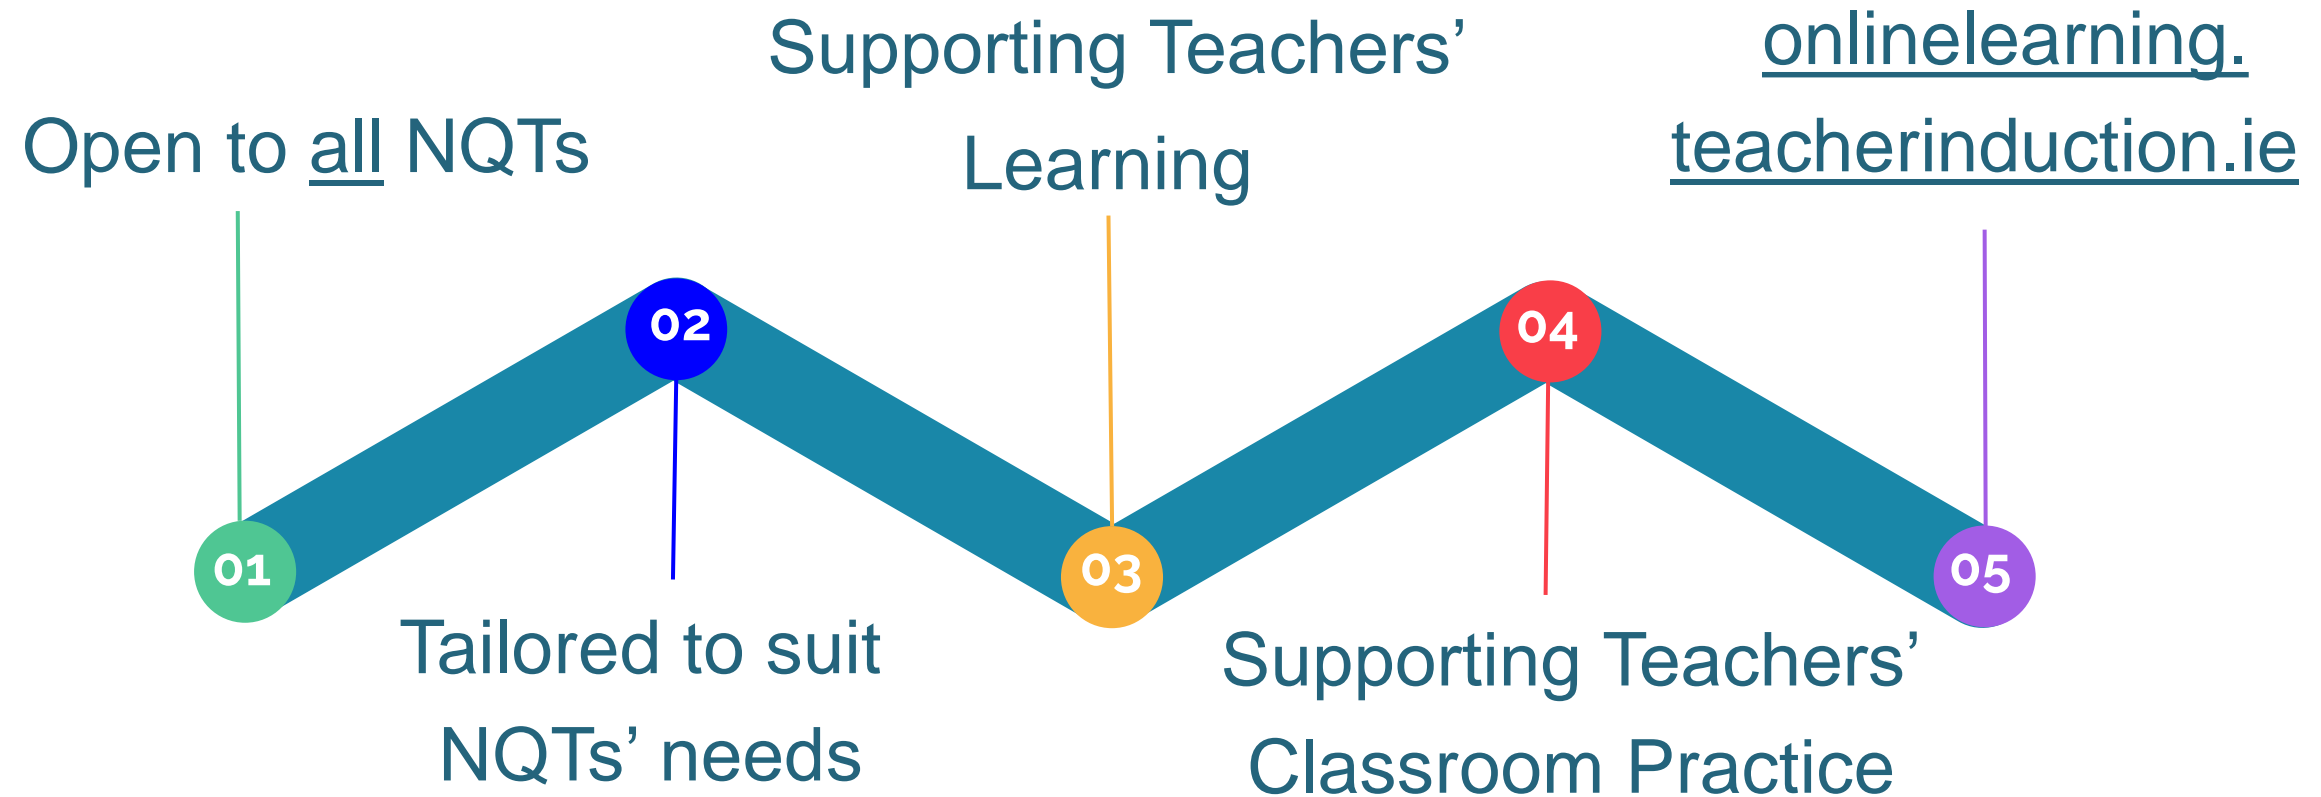 Open to all NQTs
01
02
Tailored to suit
NQTs’ needs
Supporting Teachers’
Learning
03
04
Supporting Teachers’
Classroom Practice
onlinelearning.
teacherinduction.ie
05